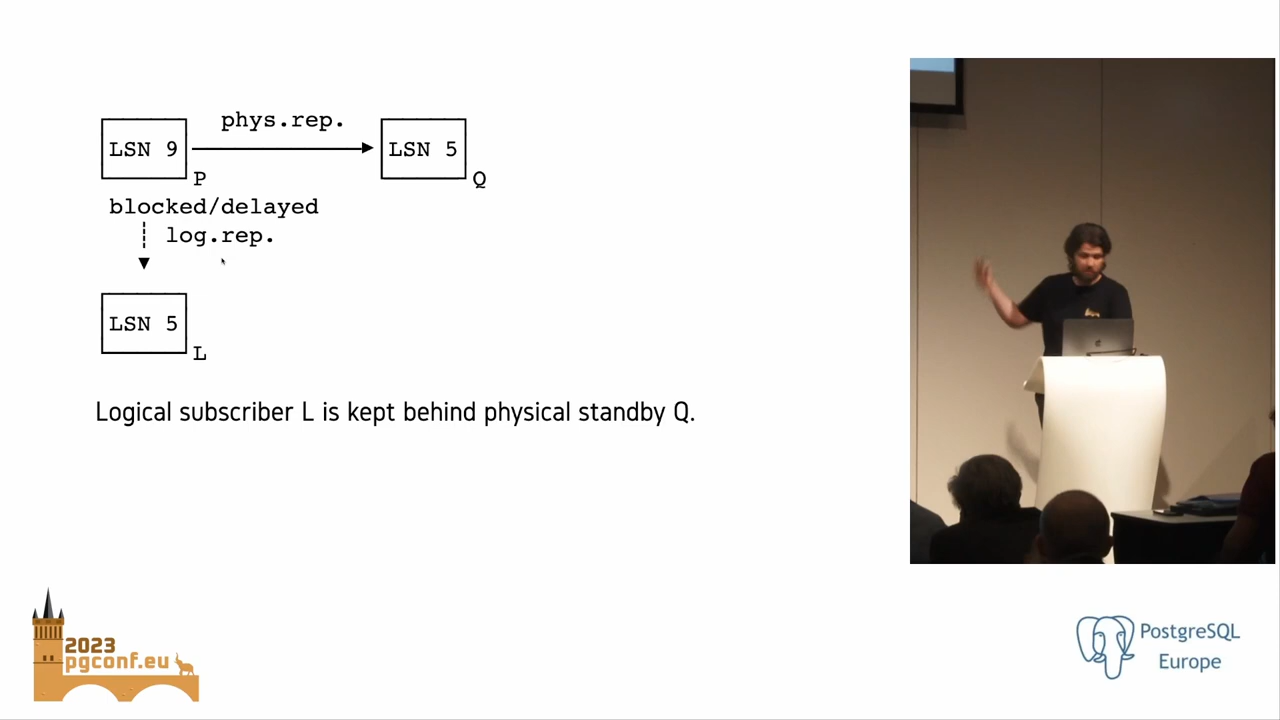 phys.rep.
LSN 9
LSN 5
P
Q
blocked/delayed
log.rep.
LSN 5
L
Logical subscriber L is kept behind physical standby Q.
2023
pgconf.eu
PostgreSQL
Europe